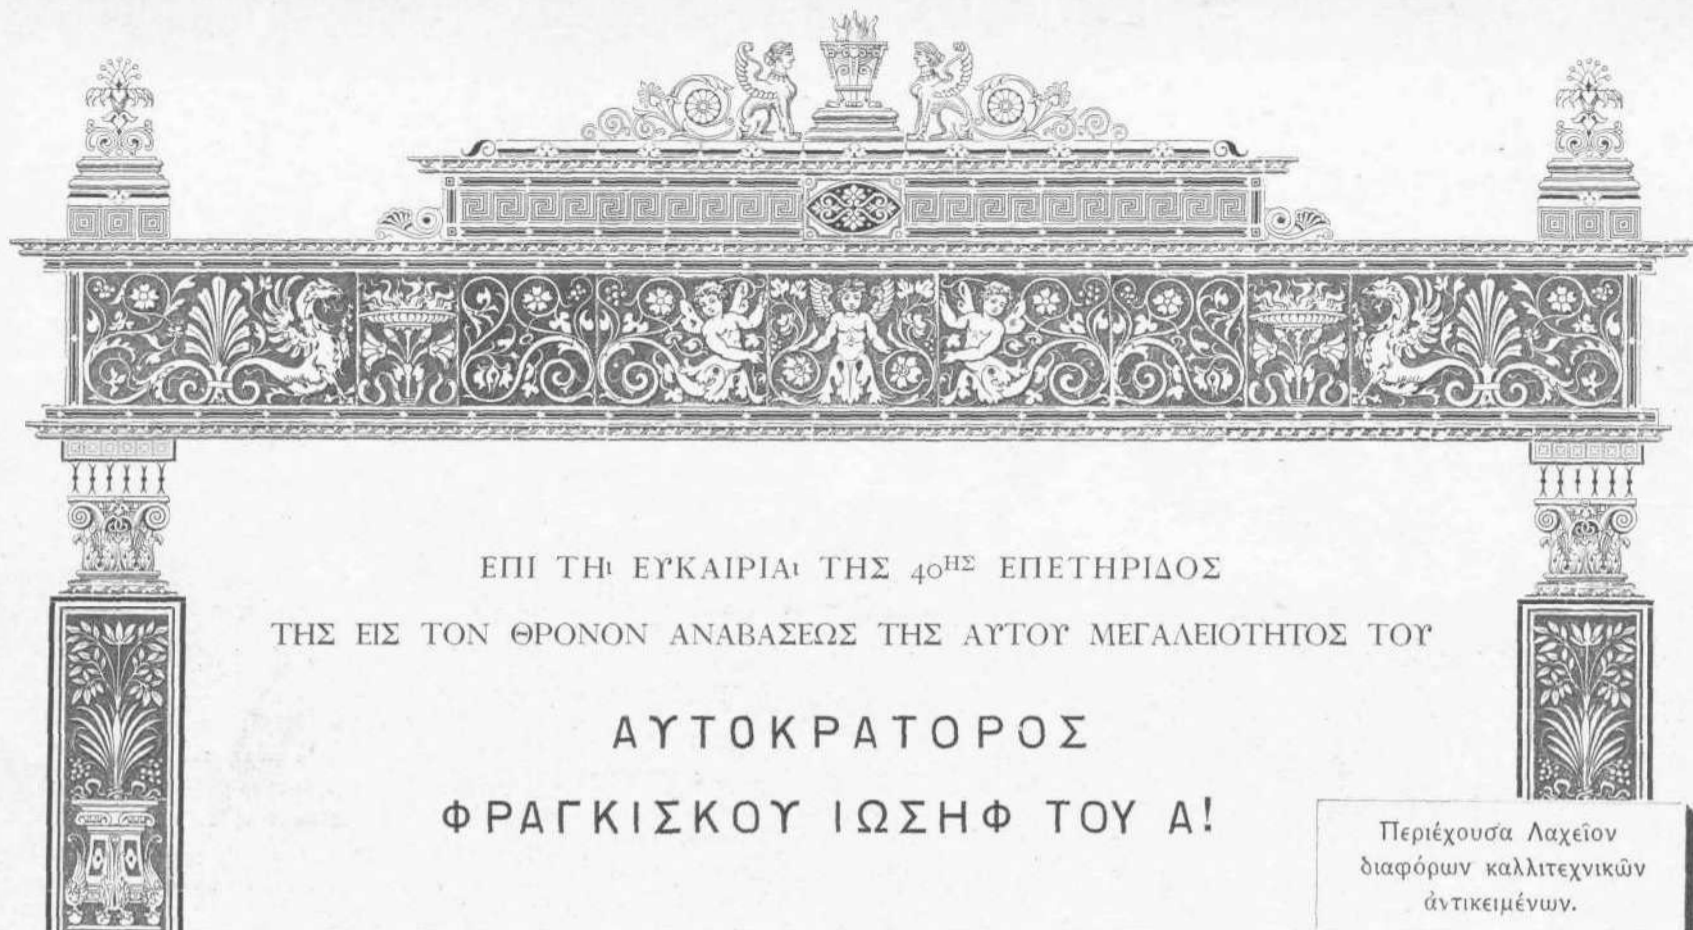 ΕΠΙ ΤΗι ΕΥΚΑΙΡΙΑι ΤΗΣ 40ΗΣ ΕΠΕΤΗΡΙΔΟΣ
ΤΗΣ ΕΙΣ ΤΟΝ ΘΡΟΝΟΝ ΑΝΑΒΑΣΕΩΣ ΤΗΣ ΑΥΤΟΥ ΜΕΓΑΛΕΙΟΤΗΤΟΣ ΤΟΥ
ΑΥΤΟΚΡΑΤΟΡΟΣ
ΦΡΑΓΚΙΣΚΟΥ ΙΩΣΗΦ ΤΟΥ Α!
Περιέχουσα Λαχεῖον
διαφόρων καλλιτεχνικῶν
ἀντικειμένων.